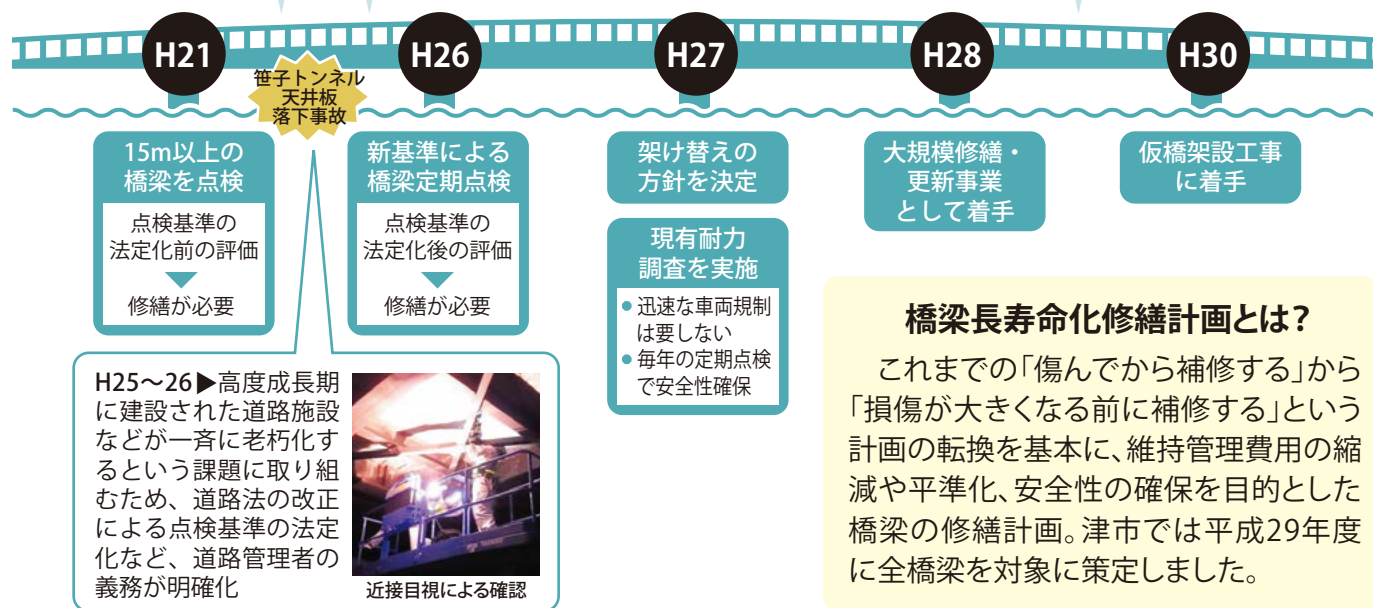 H21
笹子トンネル
天井板
落下事故
H26
H27
H28
H30
15m以上の
橋梁を点検
点検基準の
法定化前の評価
修繕が必要
新基準による
橋梁定期点検
点検基準の
法定化後の評価
修繕が必要
架け替えの
方針を決定
現有耐力
調査を実施
●迅速な車両規制
は要しない
●毎年の定期点検
で安全性確保
大規模修繕・
更新事業
として着手
仮橋架設工事
に着手
H25〜26▶高度成長期
に建設された道路施設
などが一斉に老朽化す
るという課題に取り組
むため、道路法の改正
による点検基準の法定
化など、道路管理者の
義務が明確化
近接目視による確認
橋梁長寿命化修繕計画とは?
これまでの「傷んでから補修する」から
「損傷が大きくなる前に補修する」という
計画の転換を基本に、維持管理費用の縮
減や平準化、安全性の確保を目的とした
橋梁の修繕計画。津市では平成29年度
に全橋梁を対象に策定しました。